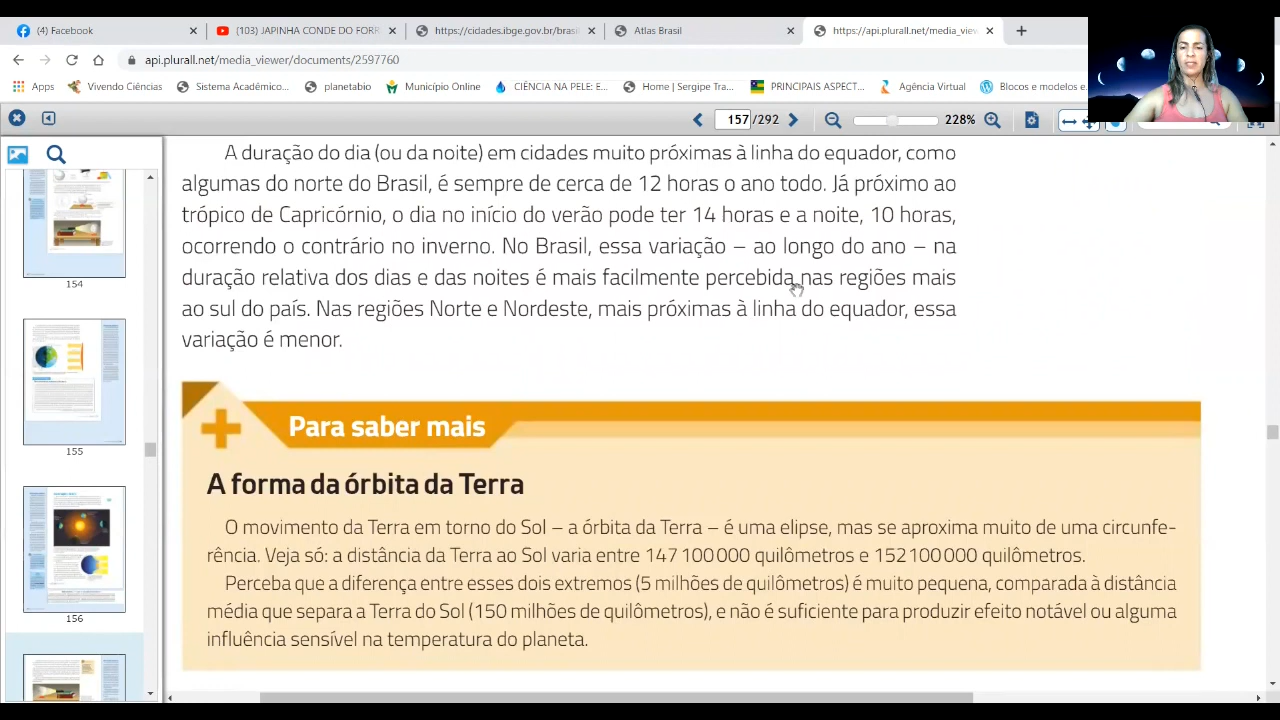 (4) Facebook
(103) JAPINHA CONDE DO FORR
https://cidades.ibge.gov.br/brasi
Atlas Brasil
https://api.plurall.net/media_view
api.plurall.net/media_viewer/documents/2597760
Apps
Vivendo Ciências
Sistema Acadêmico...
planetabio
Município Online
CIÊNCIA NA PELE: E...
Home | Sergipe Tra...
PRINCIPAIS ASPECT...
Agência Virtual
Blocos e modelos e
157 /292
228%
A duração do dia (ou da noite) em cidades muito próximas à linha do equador, como
algumas do norte do Brasil, é sempre de cerca de 12 horas o ano todo. Já próximo ao
trópico de Capricórnio, o dia no início do verão pode ter 14 horas e a noite, 10 horas,
ocorrendo o contrário no inverno. No Brasil, essa variação – ao longo do ano – na
duração relativa dos dias e das noites é mais facilmente percebida nas regiões mais
ao sul do país. Nas regiões Norte e Nordeste, mais próximas à linha do equador, essa
variação é menor.
154
155
156
Para saber mais
A forma da órbita da Terra
O movimento da Terra em torno do Sol – a órbita da Terra – é uma elipse, mas se aproxima muito de uma circunfe-
rência. Veja só: a distância da Terra ao Sol varia entre 147 100 000 quilômetros e 152 100 000 quilômetros.
Perceba que a diferença entre esses dois extremos (5 milhões de quilômetros) é muito pequena, comparada à distância
média que separa a Terra do Sol (150 milhões de quilômetros), e não é suficiente para produzir efeito notável ou alguma
influência sensível na temperatura do planeta.